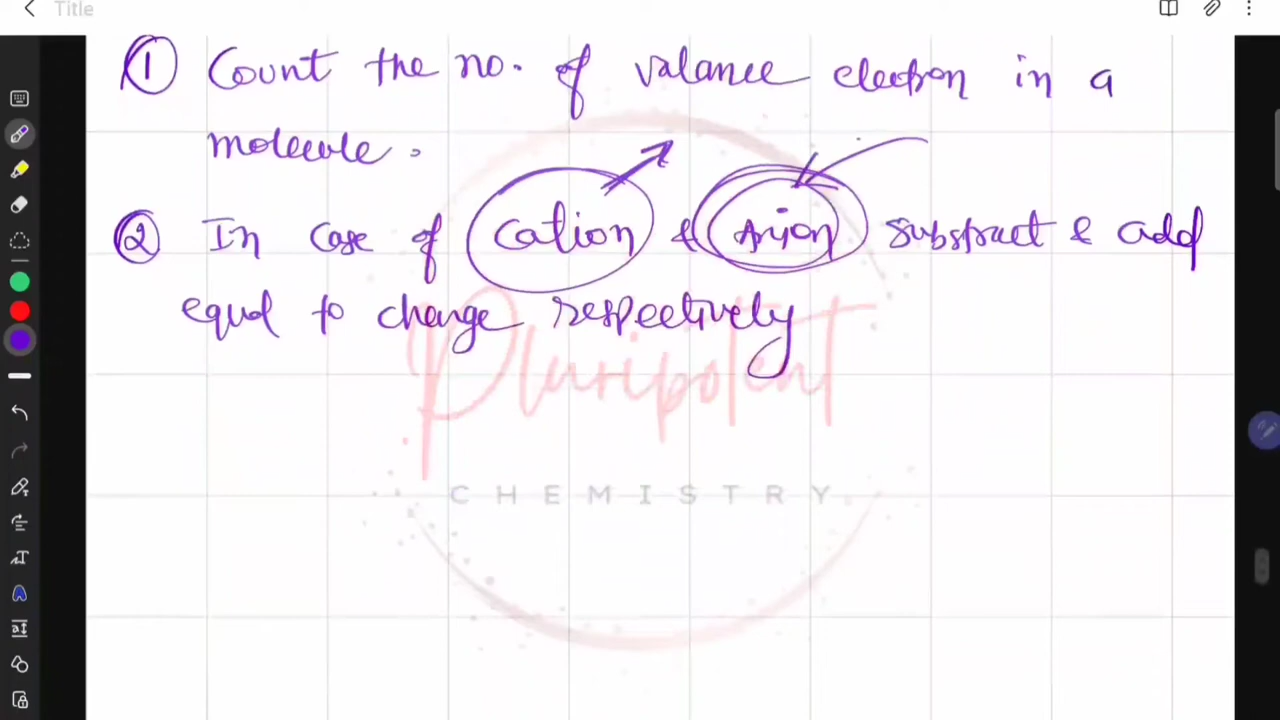 Title
① Count the no. of valance electron in a
molecule.
② In case of Cation & Anion substract & add
equal to charge respectively
Pluripotent
CHEMISTRY